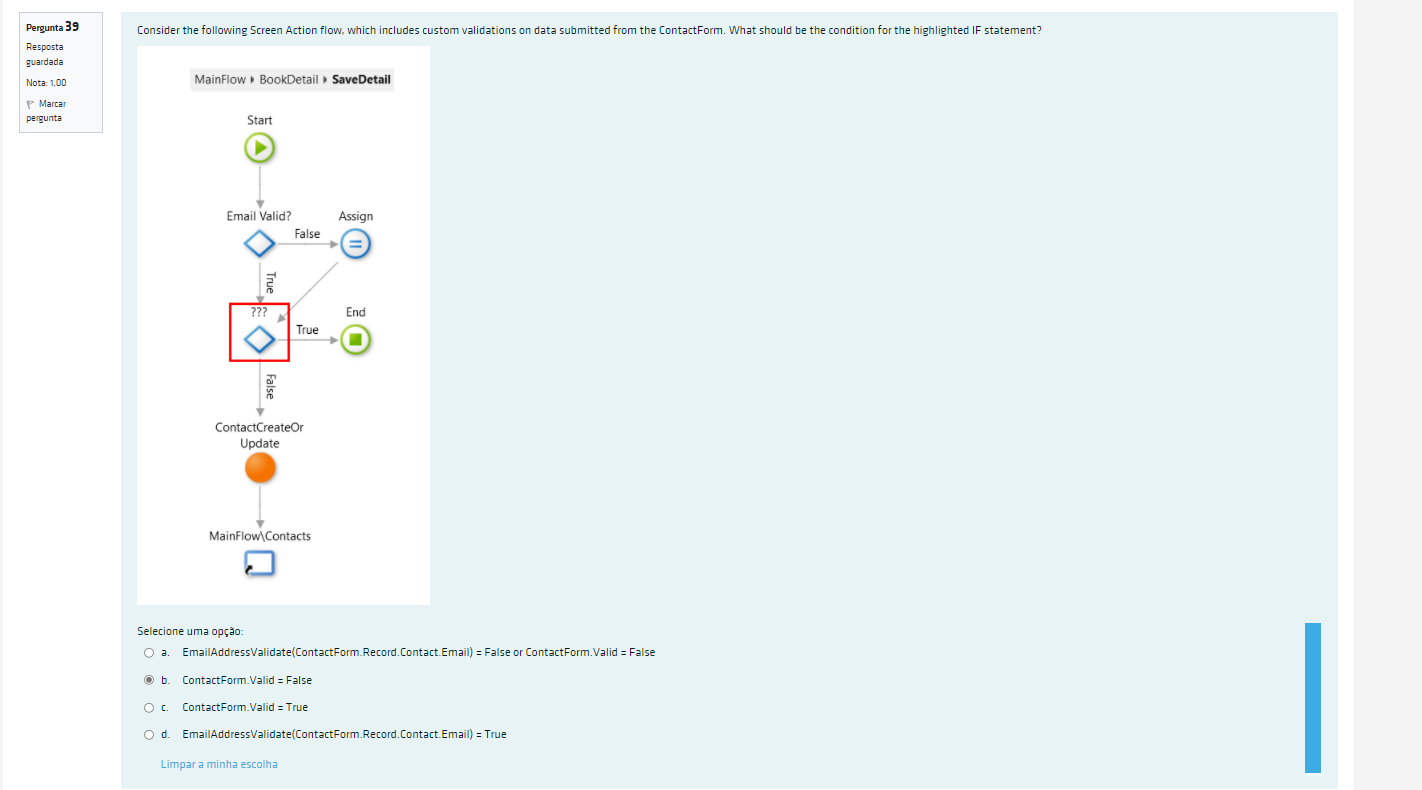 Pergunta 39
Resposta
guardada
Nota: 1,00
Marcar
pergunta
Consider the following Screen Action flow, which includes custom validations on data submitted from the ContactForm. What should be the condition for the highlighted IF statement?
MainFlow BookDetail SaveDetail
Start
Email Valid?
Assign
False
True
???
End
True
False
ContactCreateOr
Update
MainFlow\Contacts
Selecione uma opção:
a. EmailAddressValidate(ContactForm.Record.Contact.Email) = False or ContactForm.Valid = False
b. ContactForm.Valid = False
c. ContactForm.Valid = True
d. EmailAddressValidate(ContactForm.Record.Contact.Email) = True
Limpar a minha escolha